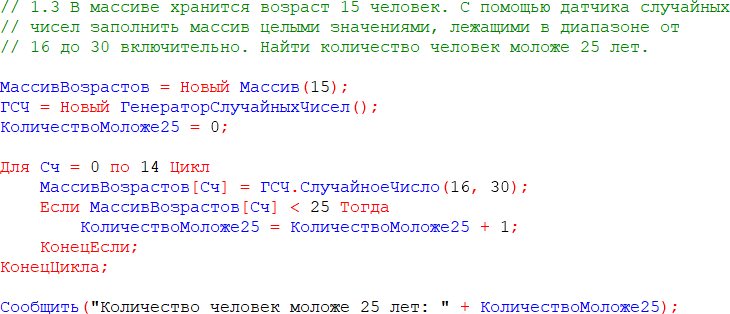 // 1.3 В массиве хранится возраст 15 человек. С помощью датчика случайных
// чисел заполнить массив целыми значениями, лежащими в диапазоне от
// 16 до 30 включительно. Найти количество человек моложе 25 лет.

МассивВозрастов = Новый Массив(15);
ГСЧ = Новый ГенераторСлучайныхЧисел();
КоличествоМоложе25 = 0;

Для Сч = 0 по 14 Цикл
    МассивВозрастов[Сч] = ГСЧ.СлучайноеЧисло(16, 30);
    Если МассивВозрастов[Сч] < 25 Тогда
        КоличествоМоложе25 = КоличествоМоложе25 + 1;
    КонецЕсли;
КонецЦикла;

Сообщить("Количество человек моложе 25 лет: " + КоличествоМоложе25);